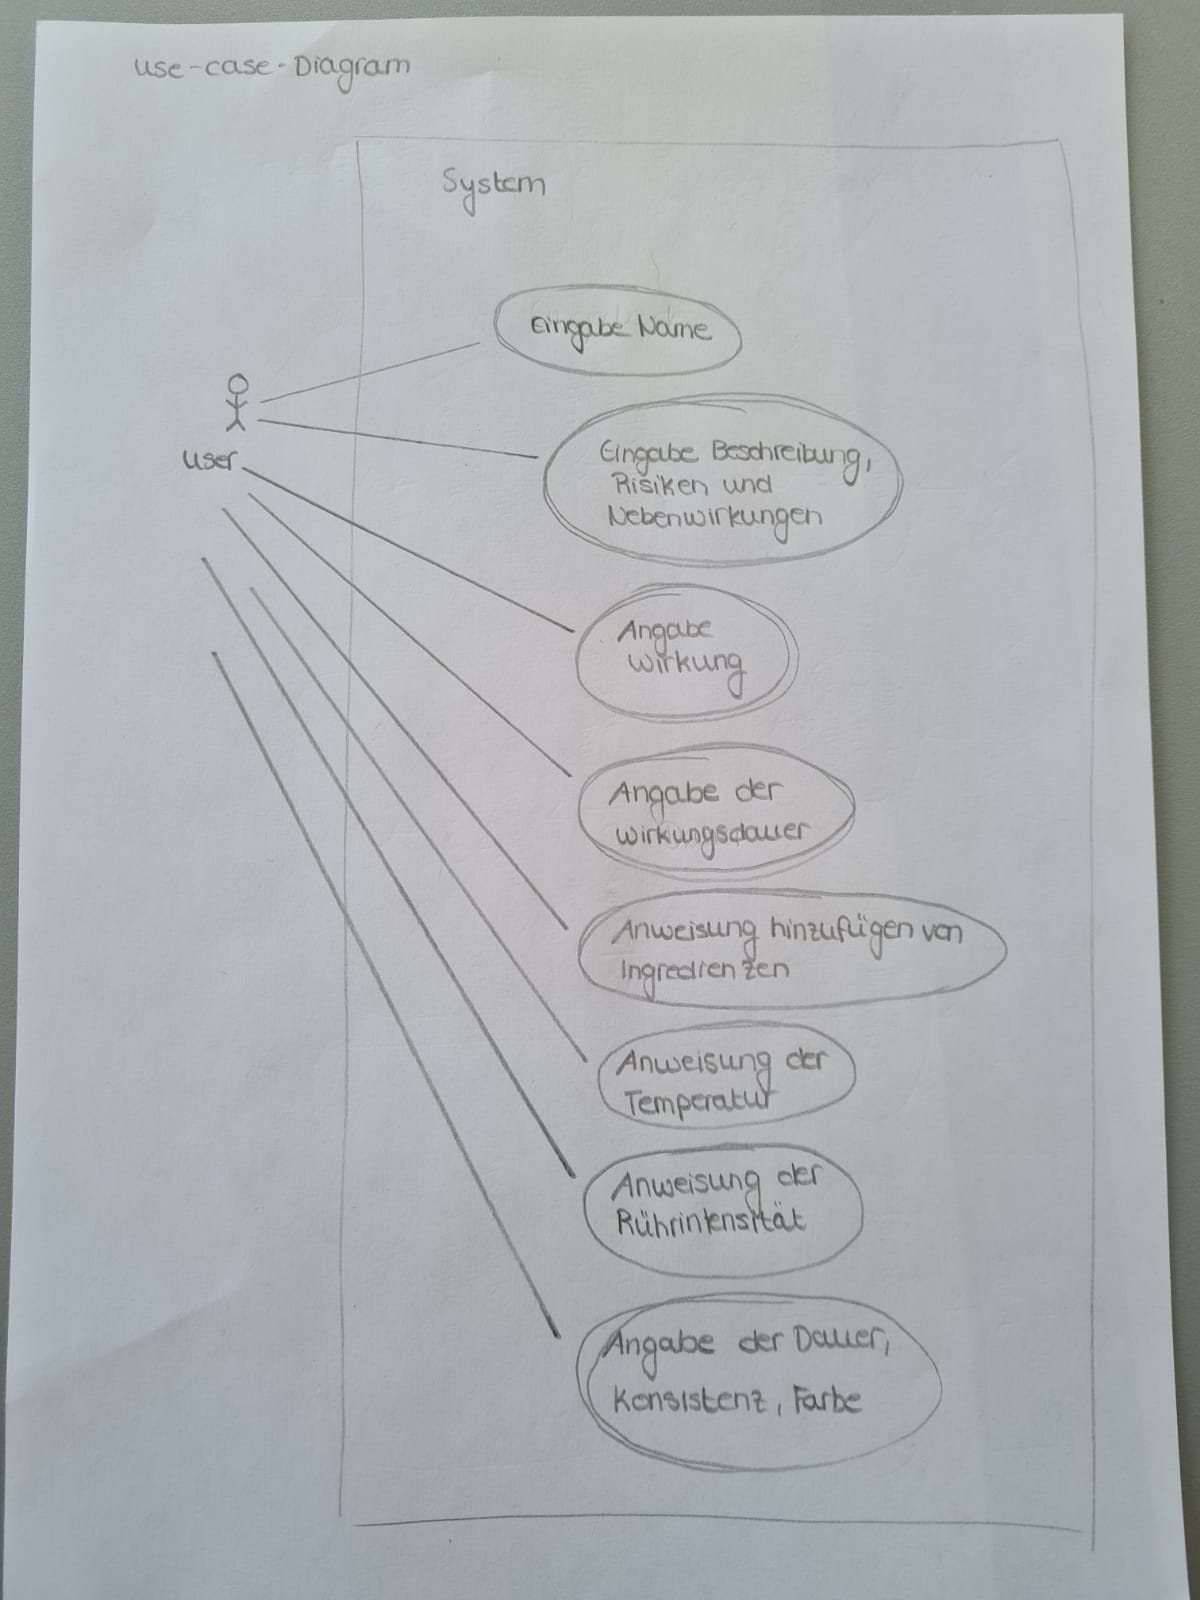 use-case-Diagram
System
Eingabe Name
user
Eingabe Beschreibung,
Risiken und
Nebenwirkungen
Angabe
Wirkung
Angabe der
Wirkungsdauer
Anweisung hinzufügen von
Ingredienzen
Anweisung der
Temperatur
Anweisung der
Rührintensität
Angabe der Dauer,
Konsistenz, Farbe